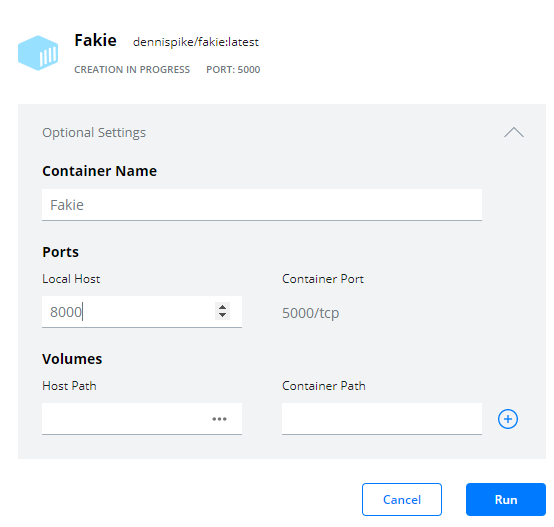 Fakie dennispike/fakie:latest
CREATION IN PROGRESS PORT: 5000
Optional Settings
Container Name
Fakie
Ports
Local Host Container Port
8000 5000/tcp
Volumes
Host Path Container Path
Cancel Run